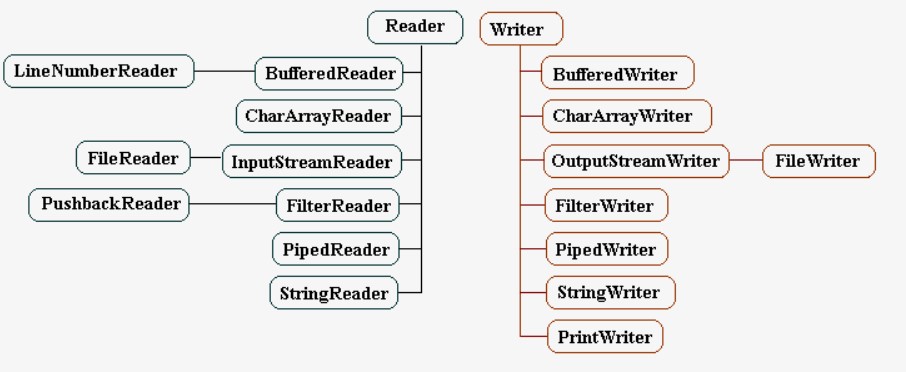 Reader
Writer
LineNumberReader
BufferedReader
BufferedWriter
CharArrayReader
CharArrayWriter
FileReader
InputStreamReader
OutputStreamWriter
FileWriter
PushbackReader
FilterReader
FilterWriter
PipedReader
PipedWriter
StringReader
StringWriter
PrintWriter